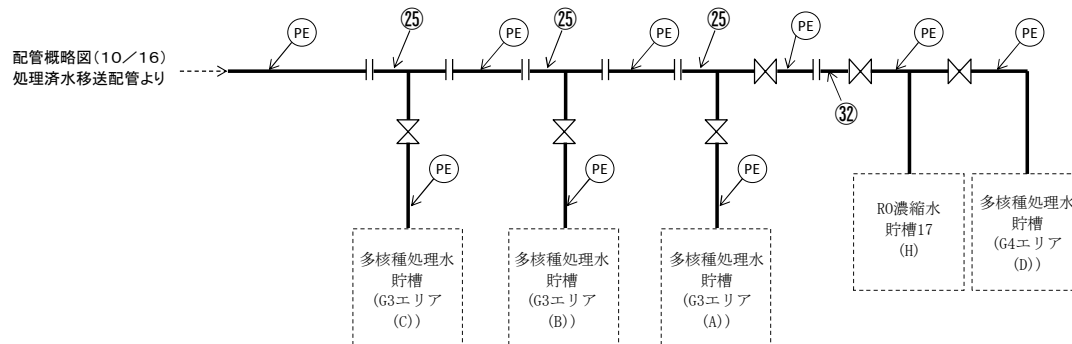 PE
㉕
PE
㉕
PE
㉕
PE
PE
PE
配管概略図(10/16)
処理済水移送配管より
㉜
PE
PE
PE
多核種処理水
貯槽
(G3エリア
(C))
多核種処理水
貯槽
(G3エリア
(B))
多核種処理水
貯槽
(G3エリア
(A))
RO濃縮水
貯槽17
(H)
多核種処理水
貯槽
(G4エリア
(D))